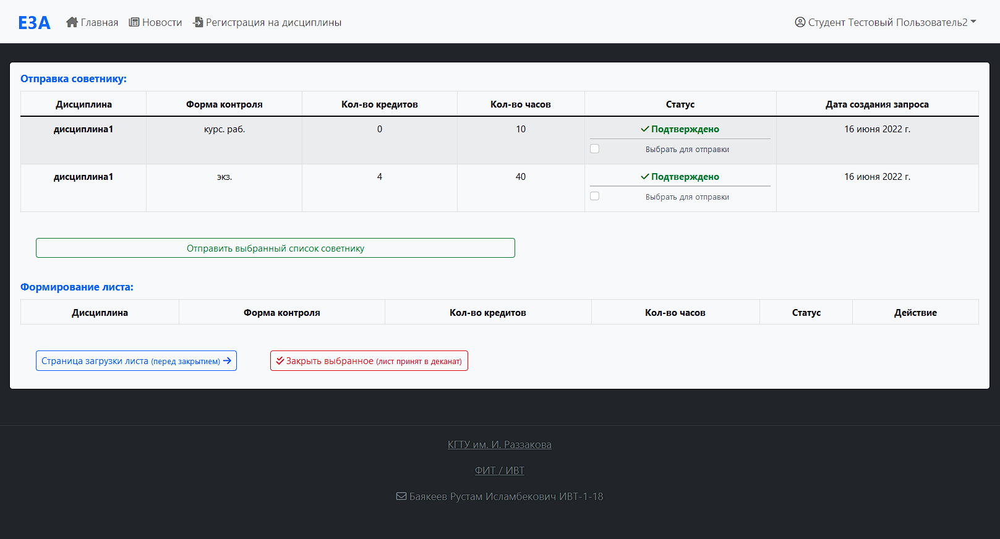 ЕЗА Главная Новости Регистрация на дисциплины Студент Тестовый Пользователь2
Отправка советнику:
Дисциплина Форма контроля Кол-во кредитов Кол-во часов Статус Дата создания запроса
дисциплина1 курс. раб. 0 10 Подтверждено 16 июня 2022 г.
Выбрать для отправки
дисциплина1 экз. 4 40 Подтверждено 16 июня 2022 г.
Выбрать для отправки
Отправить выбранный список советнику
Формирование листа:
Дисциплина Форма контроля Кол-во кредитов Кол-во часов Статус Действие
Страница загрузки листа (перед закрытием) Закрыть выбранное (лист принят в деканат)
КГТУ им. И. Раззакова
ФИТ / ИВТ
Баякеев Рустам Исламбекович ИВТ-1-18